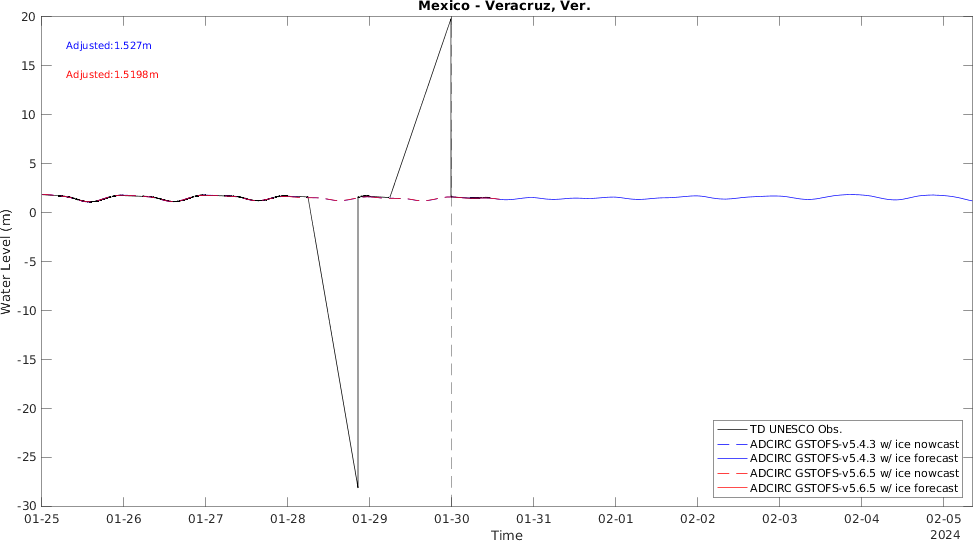 Mexico - Veracruz, Ver.
Adjusted:1.527m
Adjusted:1.5198m
Water Level (m)
20
15
10
5
0
-5
-10
-15
-20
-25
-30
TD UNESCO Obs.
ADCIRC GSTOFS-v5.4.3 w/ ice nowcast
ADCIRC GSTOFS-v5.4.3 w/ ice forecast
ADCIRC GSTOFS-v5.6.5 w/ ice nowcast
ADCIRC GSTOFS-v5.6.5 w/ ice forecast
01-25 01-26 01-27 01-28 01-29 01-30 01-31 02-01 02-02 02-03 02-04 02-05
Time
2024